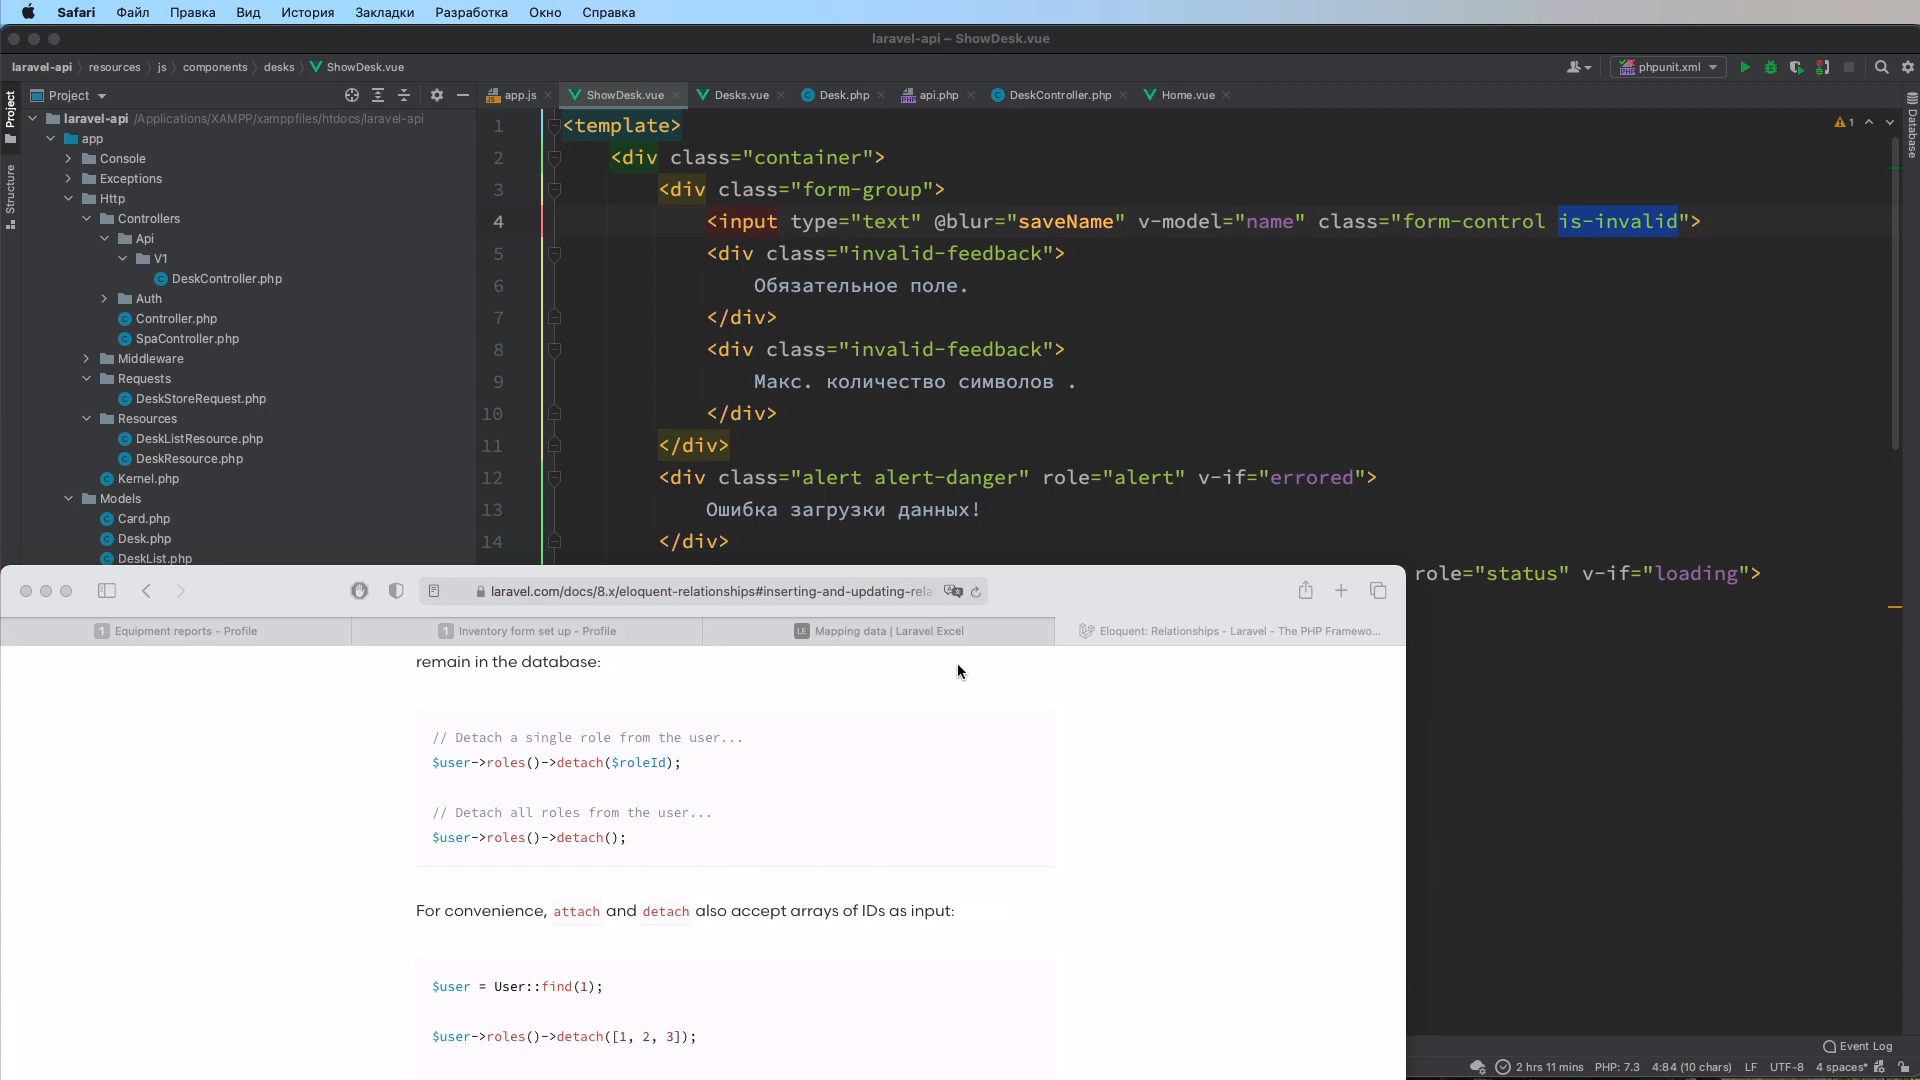 Safari Файл Правка Вид История Закладки Разработка Окно Справка
laravel-api – ShowDesk.vue
laravel-api resources js components desks ShowDesk.vue
phpunit.xml
Project
app.js ShowDesk.vue Desks.vue Desk.php api.php DeskController.php Home.vue
Project
Structure
Database
laravel-api /Applications/XAMPP/xamppfiles/htdocs/laravel-api
app
Console
Exceptions
Http
Controllers
Api
V1
DeskController.php
Auth
Controller.php
SpaController.php
Middleware
Requests
DeskStoreRequest.php
Resources
DeskListResource.php
DeskResource.php
Kernel.php
Models
Card.php
Desk.php
DeskList.php
1 <template>
2 <div class="container">
3 <div class="form-group">
4 <input type="text" @blur="saveName" v-model="name" class="form-control is-invalid">
5 <div class="invalid-feedback">
6 Обязательное поле.
7 </div>
8 <div class="invalid-feedback">
9 Макс. количество символов .
10 </div>
11 </div>
12 <div class="alert alert-danger" role="alert" v-if="errored">
13 Ошибка загрузки данных!
14 </div>
role="status" v-if="loading">
1
laravel.com/docs/8.x/eloquent-relationships#inserting-and-updating-rela
1 Equipment reports - Profile
1 Inventory form set up - Profile
LE Mapping data | Laravel Excel
Eloquent: Relationships - Laravel - The PHP Framewo...
remain in the database:
// Detach a single role from the user...
$user->roles()->detach($roleId);
// Detach all roles from the user...
$user->roles()->detach();
For convenience, attach and detach also accept arrays of IDs as input:
$user = User::find(1);
$user->roles()->detach([1, 2, 3]);
Event Log
2 hrs 11 mins PHP: 7.3 4:84 (10 chars) LF UTF-8 4 spaces*